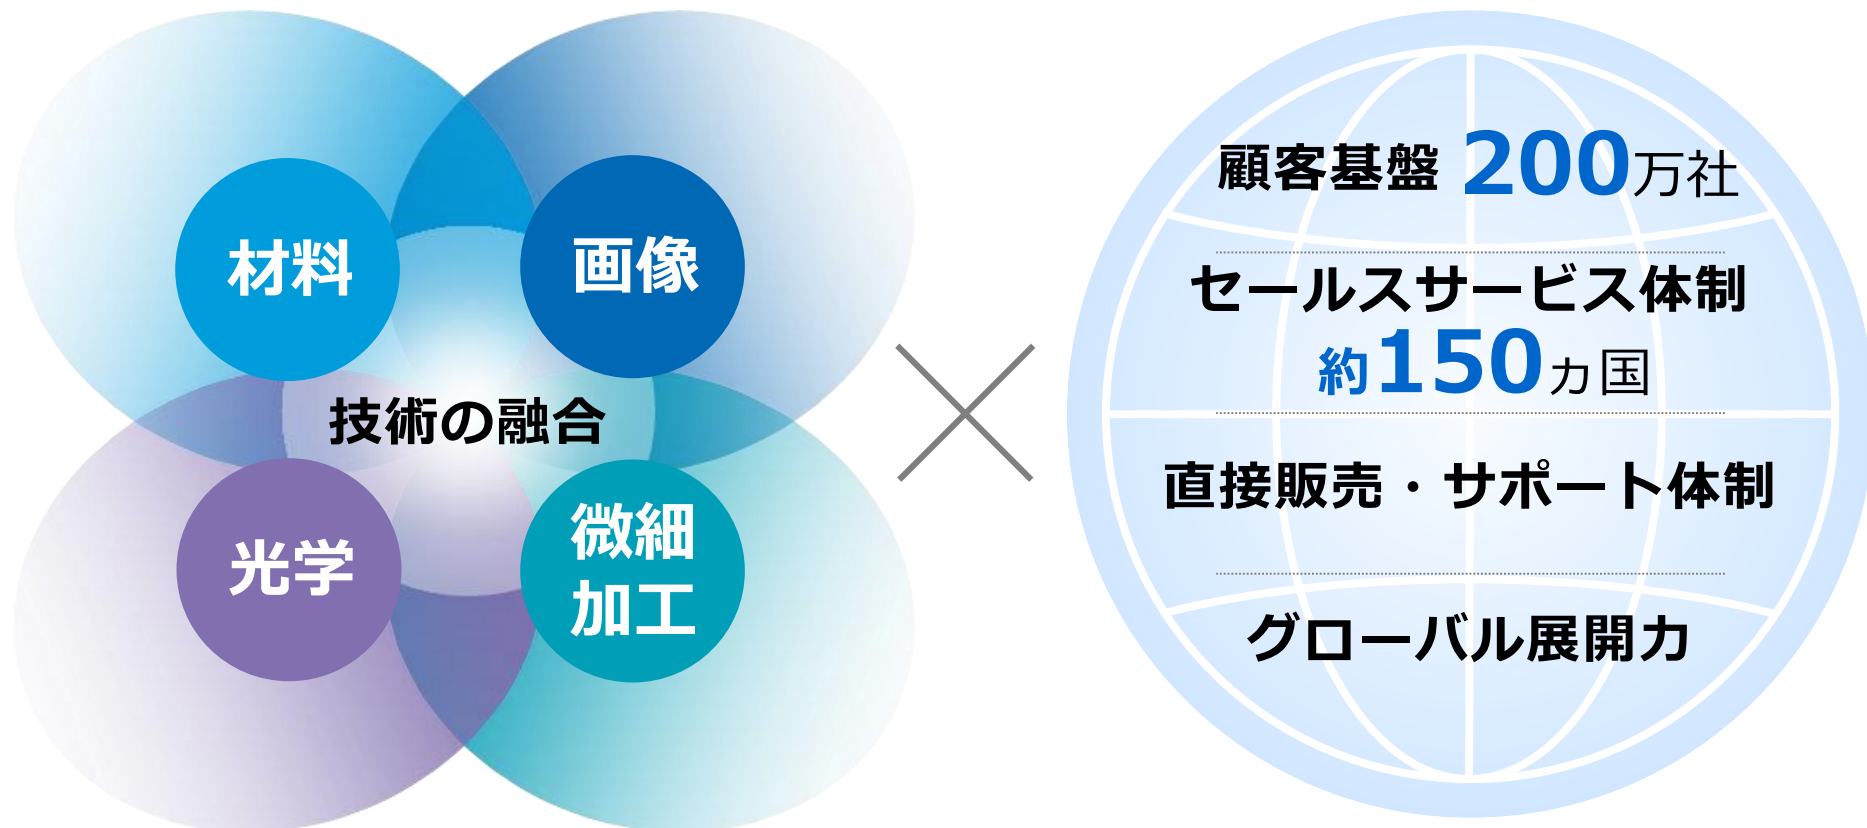 材料
画像
技術の融合
光学
微細
加工
顧客基盤 200万社
セールスサービス体制
約150カ国
直接販売・サポート体制
グローバル展開力